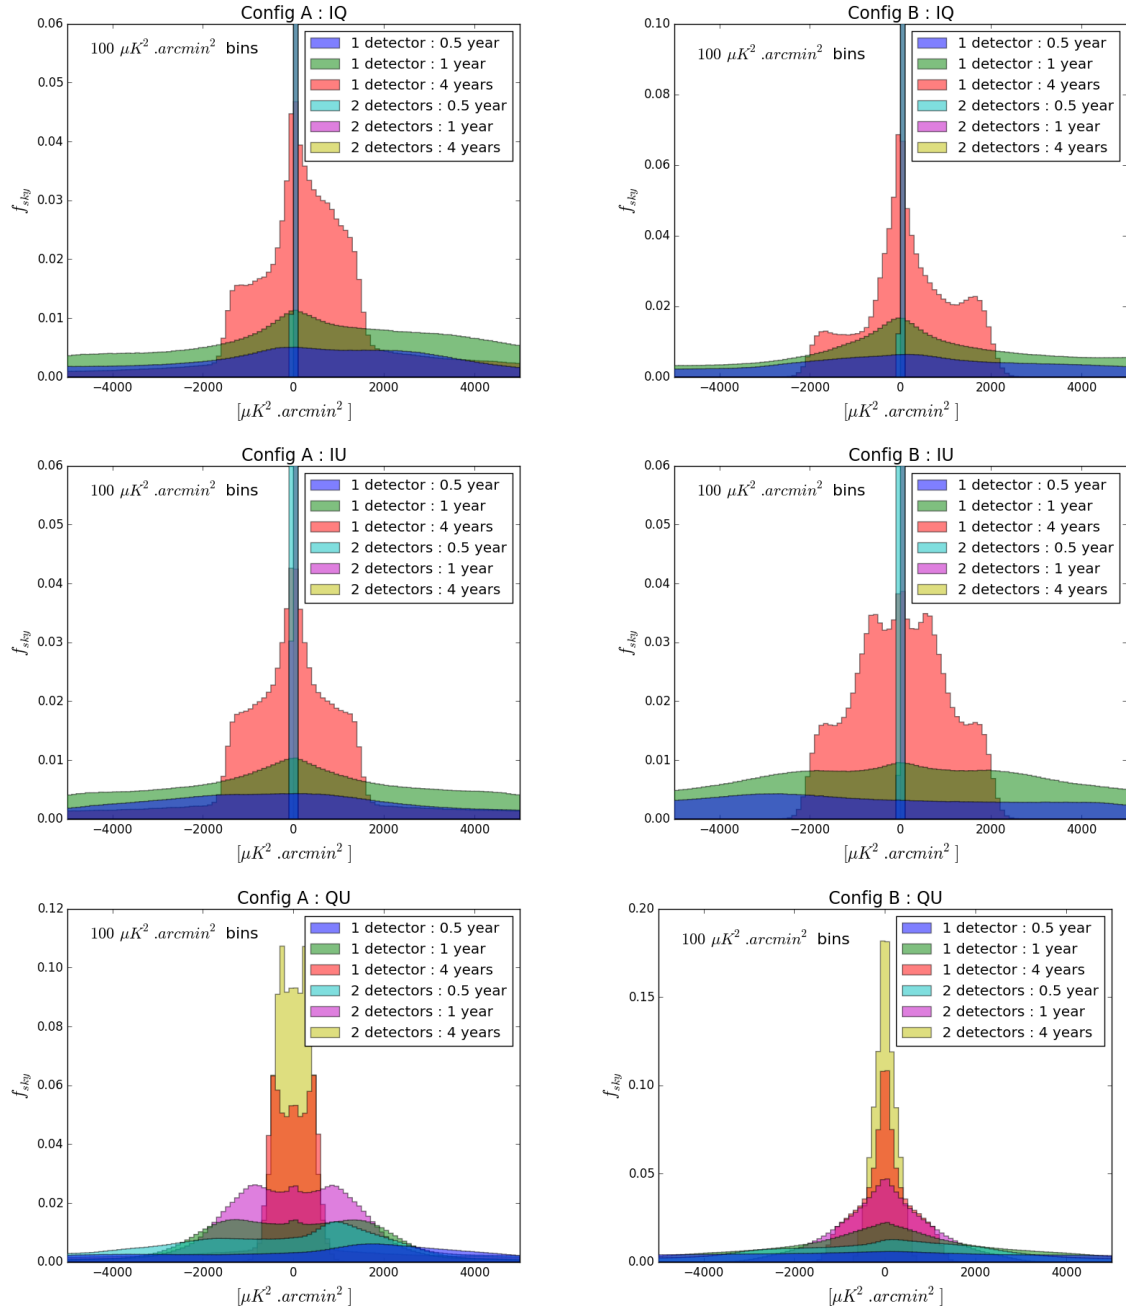 Config A : IQ
100 μK² .arcmin² bins
1 detector : 0.5 year
1 detector : 1 year
1 detector : 4 years
2 detectors : 0.5 year
2 detectors : 1 year
2 detectors : 4 years
0.06
0.05
0.04
0.03
0.02
0.01
0.00
f_sky
−4000 −2000 0 2000 4000
[μK² .arcmin² ]
Config B : IQ
100 μK² .arcmin² bins
1 detector : 0.5 year
1 detector : 1 year
1 detector : 4 years
2 detectors : 0.5 year
2 detectors : 1 year
2 detectors : 4 years
0.10
0.08
0.06
0.04
0.02
0.00
f_sky
−4000 −2000 0 2000 4000
[μK² .arcmin² ]
Config A : IU
100 μK² .arcmin² bins
1 detector : 0.5 year
1 detector : 1 year
1 detector : 4 years
2 detectors : 0.5 year
2 detectors : 1 year
2 detectors : 4 years
0.06
0.05
0.04
0.03
0.02
0.01
0.00
f_sky
−4000 −2000 0 2000 4000
[μK² .arcmin² ]
Config B : IU
100 μK² .arcmin² bins
1 detector : 0.5 year
1 detector : 1 year
1 detector : 4 years
2 detectors : 0.5 year
2 detectors : 1 year
2 detectors : 4 years
0.06
0.05
0.04
0.03
0.02
0.01
0.00
f_sky
−4000 −2000 0 2000 4000
[μK² .arcmin² ]
Config A : QU
100 μK² .arcmin² bins
1 detector : 0.5 year
1 detector : 1 year
1 detector : 4 years
2 detectors : 0.5 year
2 detectors : 1 year
2 detectors : 4 years
0.12
0.10
0.08
0.06
0.04
0.02
0.00
f_sky
−4000 −2000 0 2000 4000
[μK² .arcmin² ]
Config B : QU
100 μK² .arcmin² bins
1 detector : 0.5 year
1 detector : 1 year
1 detector : 4 years
2 detectors : 0.5 year
2 detectors : 1 year
2 detectors : 4 years
0.20
0.15
0.10
0.05
0.00
f_sky
−4000 −2000 0 2000 4000
[μK² .arcmin² ]